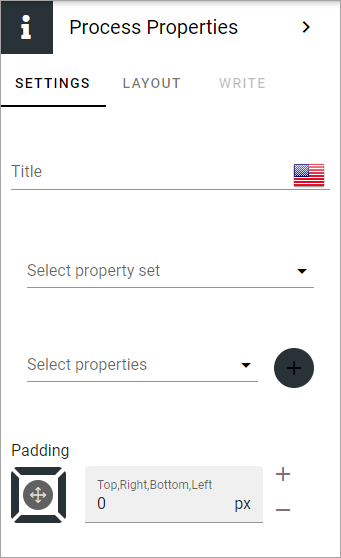 Process Properties
SETTINGS LAYOUT WRITE
Title
Select property set
Select properties
Padding
Top,Right,Bottom,Left
0 px